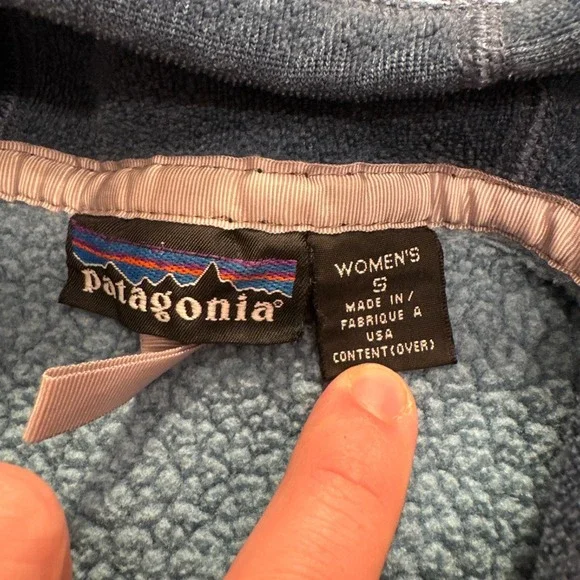 patagonia®
WOMEN'S
S
MADE IN/
FABRIQUE A
USA
CONTENT(OVER)